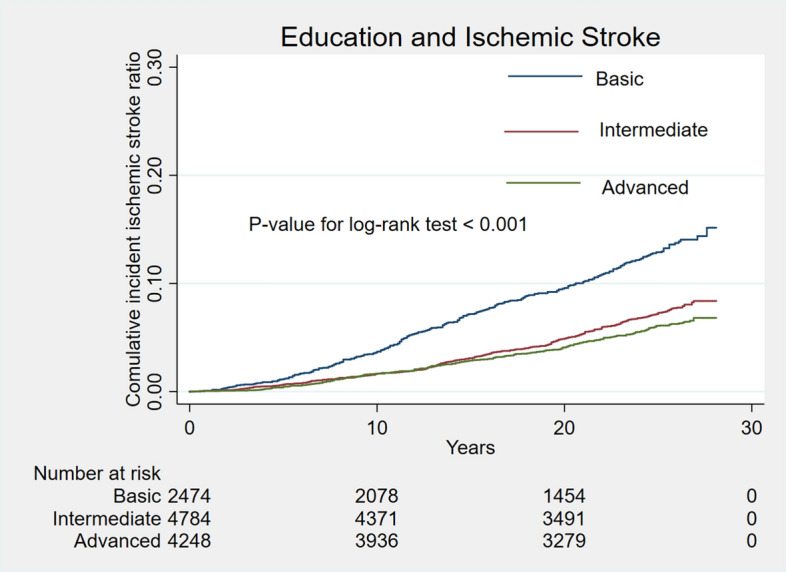 Education and Ischemic Stroke
Comulative incident ischemic stroke ratio
0.30
0.20
0.10
0.00
Basic
Intermediate
Advanced
P-value for log-rank test < 0.001
0 10 20 30
Years
Number at risk
Basic 2474 2078 1454 0
Intermediate 4784 4371 3491 0
Advanced 4248 3936 3279 0